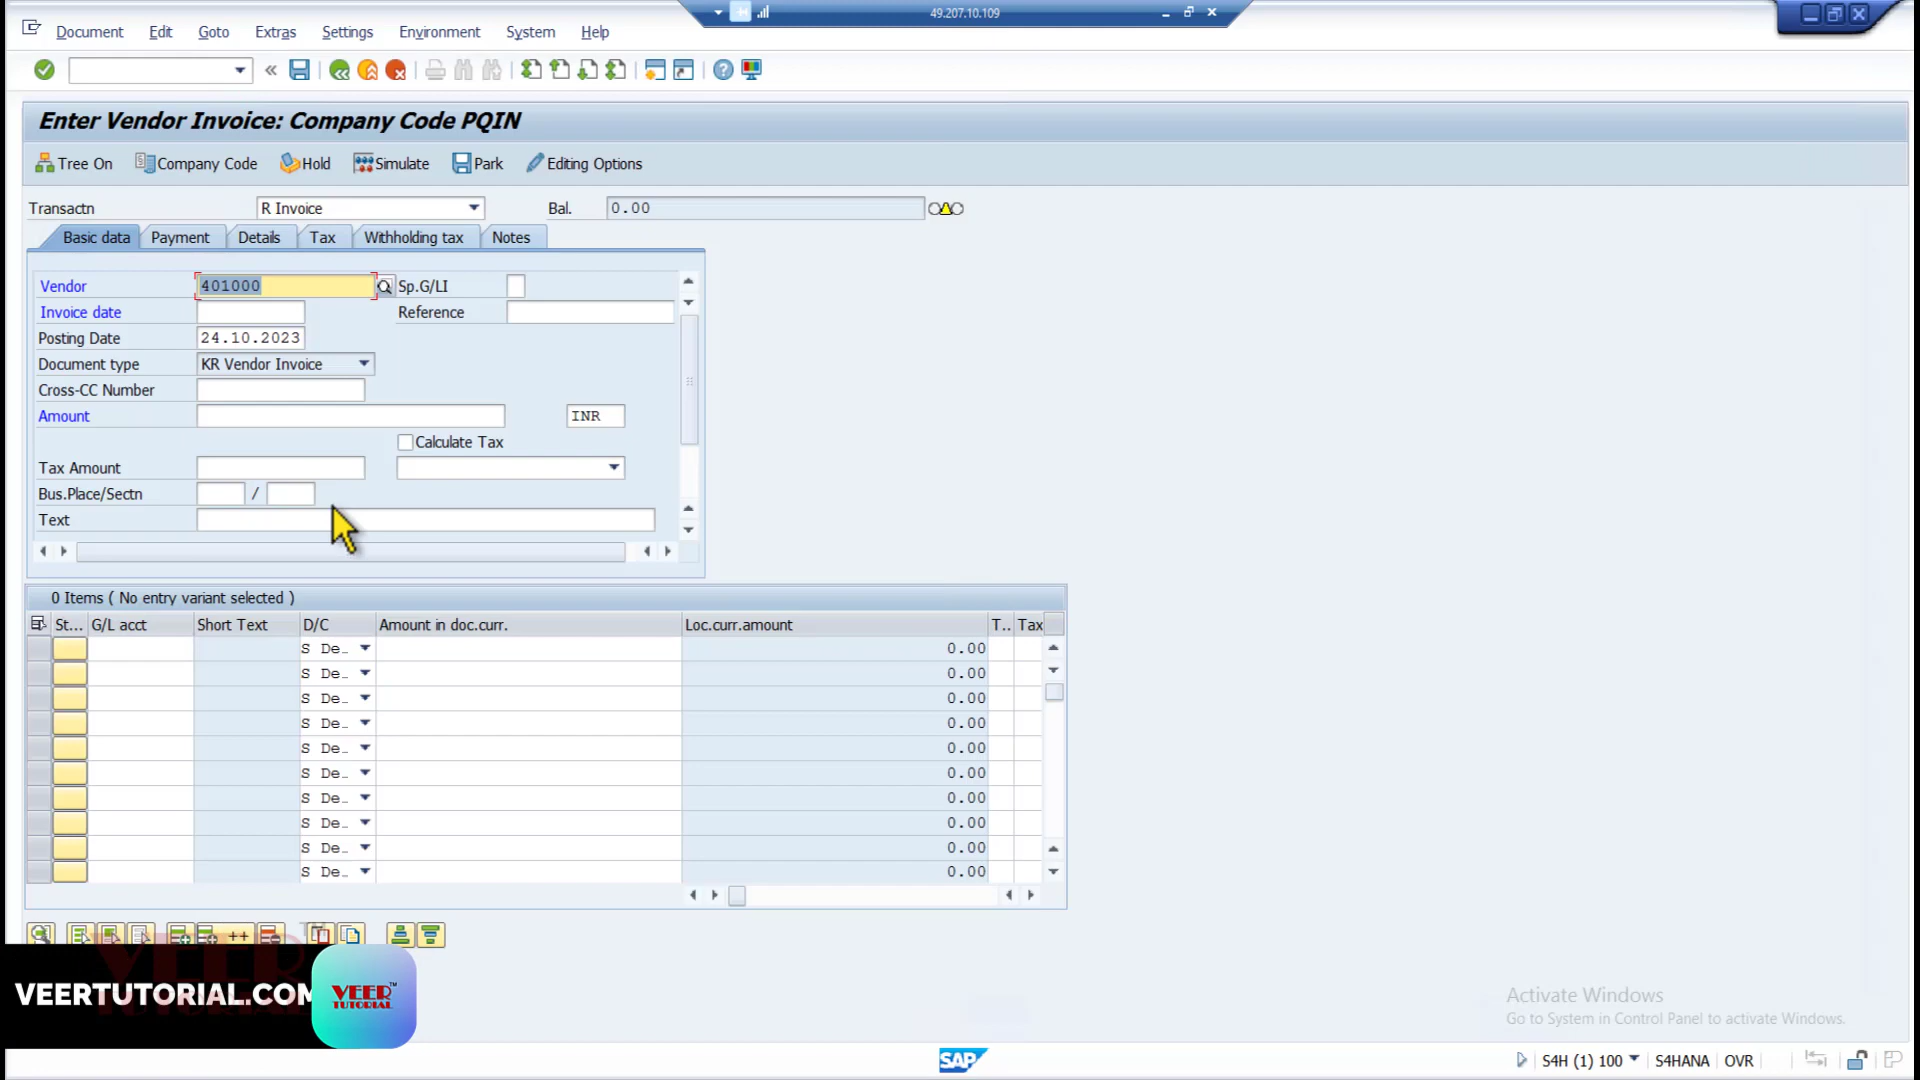 49.207.10.109
Document Edit Goto Extras Settings Environment System Help
Enter Vendor Invoice: Company Code PQIN
Tree On Company Code Hold Simulate Park Editing Options
Transactn R Invoice Bal. 0.00
Basic data Payment Details Tax Withholding tax Notes
Vendor 401000 Sp.G/LI
Invoice date Reference
Posting Date 24.10.2023
Document type KR Vendor Invoice
Cross-CC Number
Amount INR
Calculate Tax
Tax Amount
Bus.Place/Sectn /
Text
0 Items ( No entry variant selected )
St... G/L acct Short Text D/C Amount in doc.curr. Loc.curr.amount T.. Tax
S De… 0.00
S De… 0.00
S De… 0.00
S De… 0.00
S De… 0.00
S De… 0.00
S De… 0.00
S De… 0.00
S De… 0.00
S De… 0.00
VEERTUTORIAL.COM
VEER™
TUTORIAL
Activate Windows
Go to System in Control Panel to activate Windows.
SAP
S4H (1) 100 S4HANA OVR